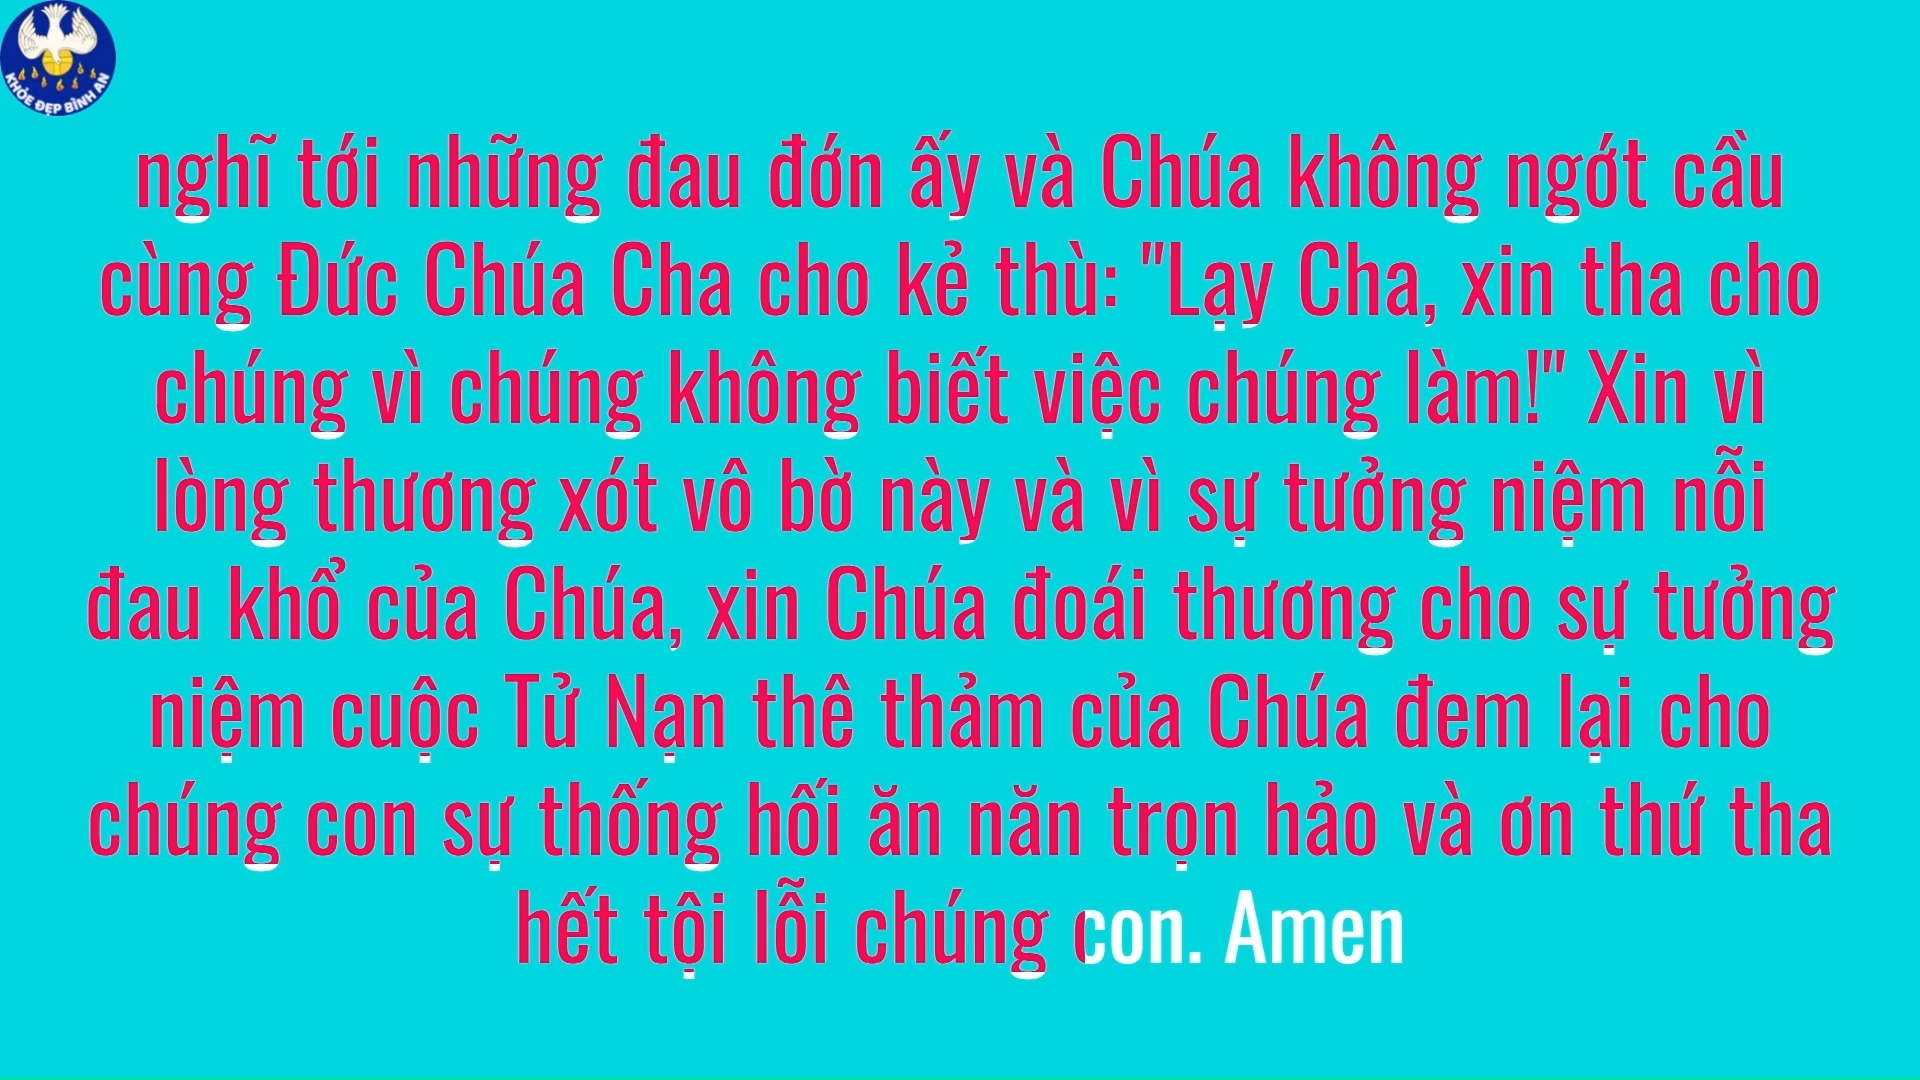 KHỎE ĐẸP BÌNH AN
nghĩ tới những đau đớn ấy và Chúa không ngớt cầu
cùng Đức Chúa Cha cho kẻ thù: "Lạy Cha, xin tha cho
chúng vì chúng không biết việc chúng làm!" Xin vì
lòng thương xót vô bờ này và vì sự tưởng niệm nỗi
đau khổ của Chúa, xin Chúa đoái thương cho sự tưởng
niệm cuộc Tử Nạn thê thảm của Chúa đem lại cho
chúng con sự thống hối ăn năn trọn hảo và ơn thứ tha
hết tội lỗi chúng con. Amen